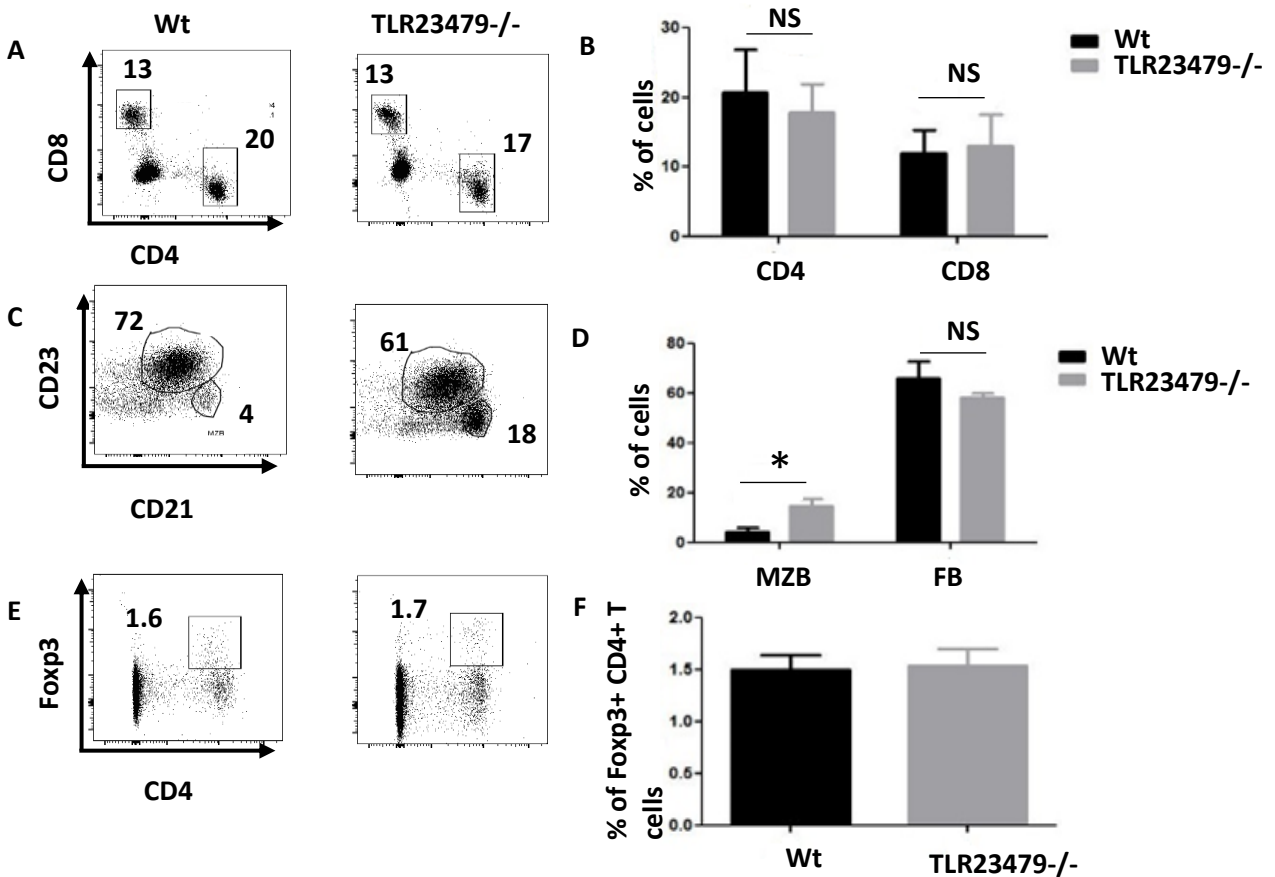 Wt
TLR23479-/-
A
13
20
CD8
CD4
13
17
B
NS
NS
Wt
TLR23479-/-
% of cells
30
20
10
0
CD4
CD8
C
72
4
MZB
CD23
CD21
61
18
D
NS
*
Wt
TLR23479-/-
% of cells
80
60
40
20
0
MZB
FB
E
1.6
Foxp3
CD4
1.7
F
% of Foxp3+ CD4+ T
cells
2.0
1.5
1.0
0.5
0.0
Wt
TLR23479-/-